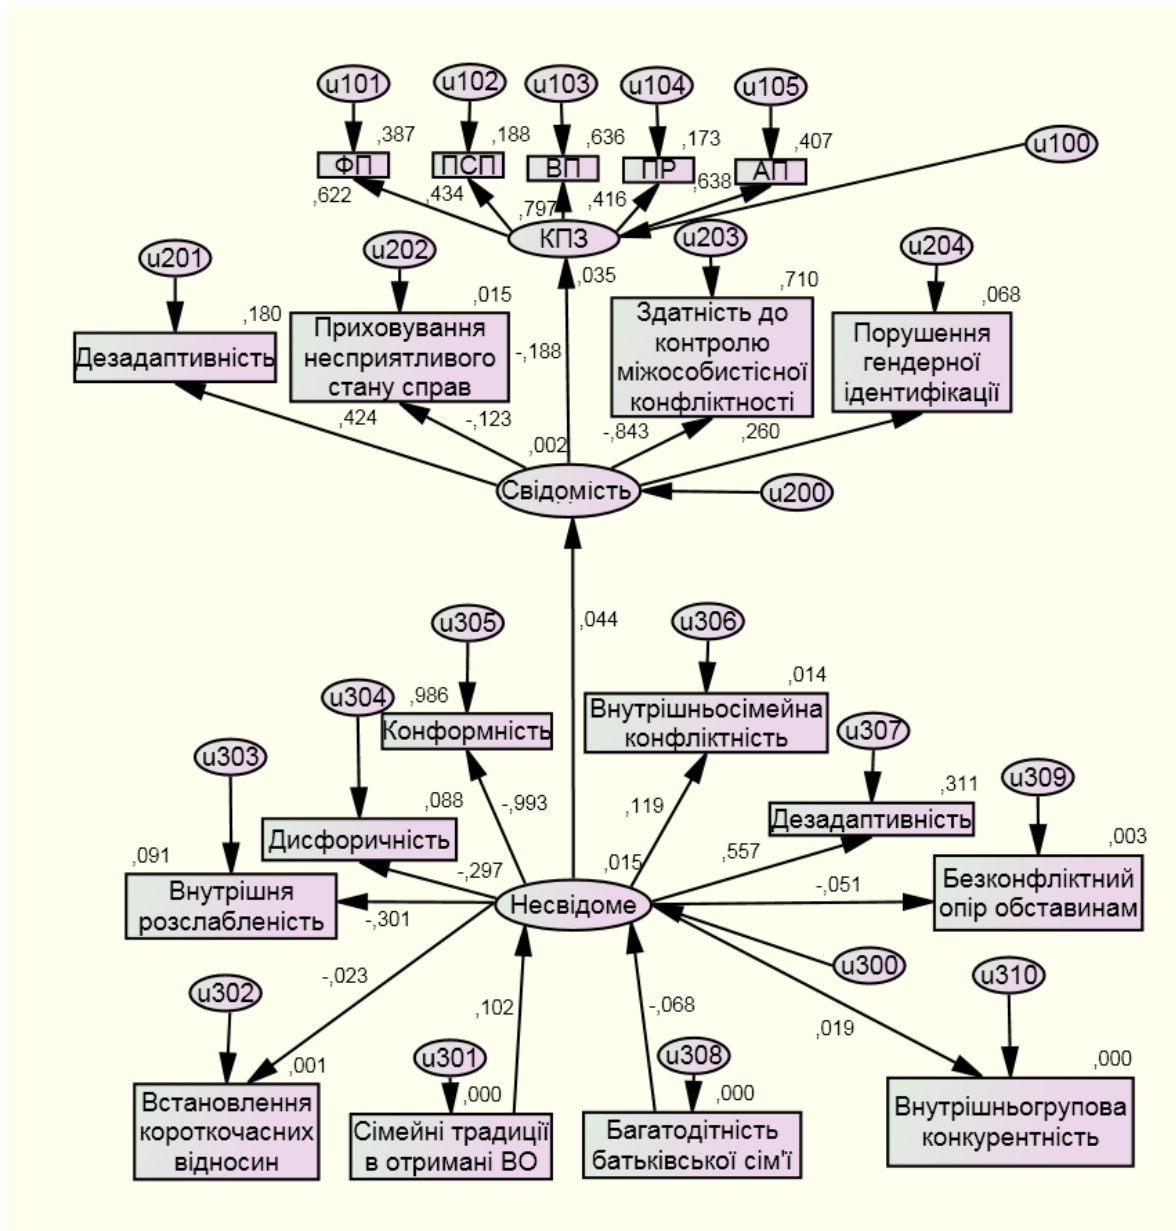 u101
u102
u103
u104
u105
,387
,188
,636
,173
,407
u100
ФП
ПСП
ВП
ПР
АП
,622
,434
,797
,416
,638
КПЗ
u201
u202
u203
u204
,035
,180
,015
,710
,068
Дезадаптивність
Приховування
несприятливого
стану справ
-,188
Здатність до
контролю
міжособистісної
конфліктності
Порушення
гендерної
ідентифікації
,424
-,123
,002
-,843
,260
Свідомість
u200
,044
u305
u306
u304
,986
,014
Конформність
Внутрішньосімейна
конфліктність
u303
u307
u309
,088
-,993
,119
,311
Дисфоричність
Дезадаптивність
,091
-,297
,015
,557
,003
Внутрішня
розслабленість
-,301
Несвідоме
-,051
Безконфліктний
опір обставинам
-,023
u302
,102
-,068
u300
u310
,019
u301
u308
,001
,000
,000
,000
Встановлення
короткочасних
відносин
Сімейні традиції
в отримані ВО
Багатодітність
батьківської сім'ї
Внутрішньогрупова
конкурентність